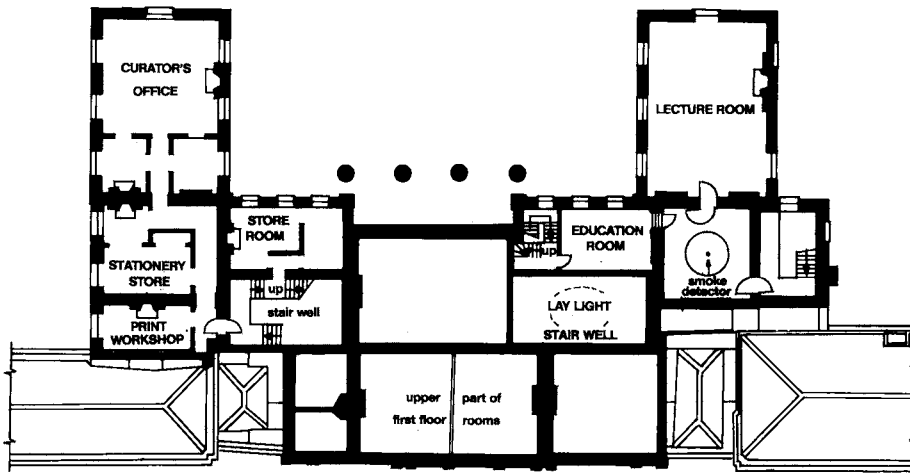 CURATOR'S
OFFICE
LECTURE ROOM
STORE
ROOM
up
EDUCATION
ROOM
STATIONERY
STORE
up
stair well
smoke
detector
LAY LIGHT
STAIR WELL
PRINT
WORKSHOP
upper part of
first floor rooms